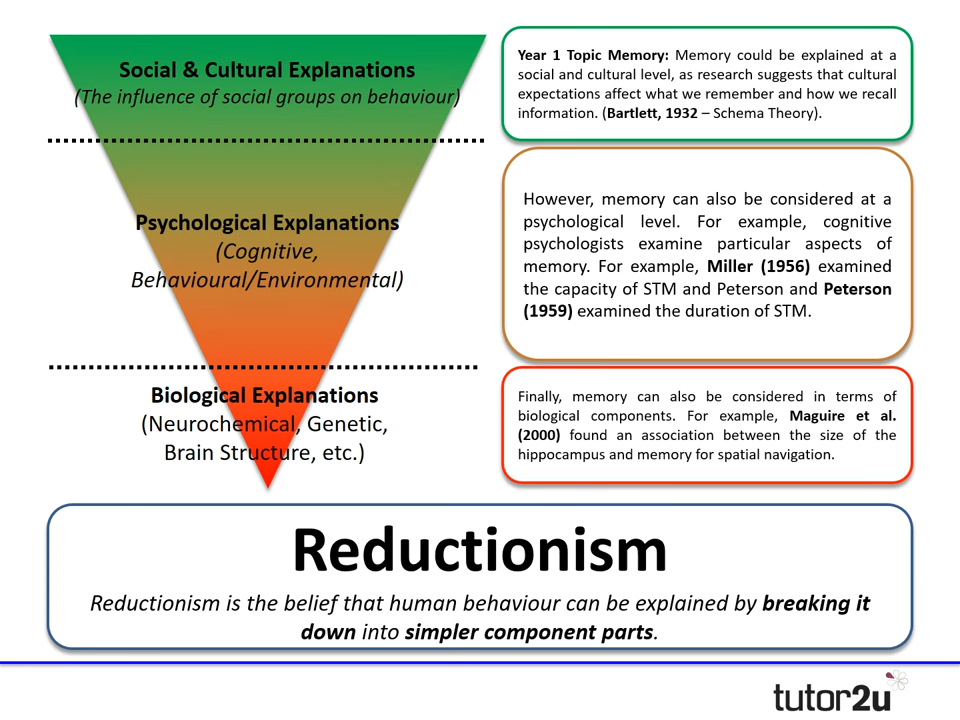 Social & Cultural Explanations
(The influence of social groups on behaviour)
Year 1 Topic Memory: Memory could be explained at a
social and cultural level, as research suggests that cultural
expectations affect what we remember and how we recall
information. (Bartlett, 1932 – Schema Theory).
Psychological Explanations
(Cognitive,
Behavioural/Environmental)
However, memory can also be considered at a
psychological level. For example, cognitive
psychologists examine particular aspects of
memory. For example, Miller (1956) examined
the capacity of STM and Peterson and Peterson
(1959) examined the duration of STM.
Biological Explanations
(Neurochemical, Genetic,
Brain Structure, etc.)
Finally, memory can also be considered in terms of
biological components. For example, Maguire et al.
(2000) found an association between the size of the
hippocampus and memory for spatial navigation.
Reductionism
Reductionism is the belief that human behaviour can be explained by breaking it
down into simpler component parts.
tutor2u